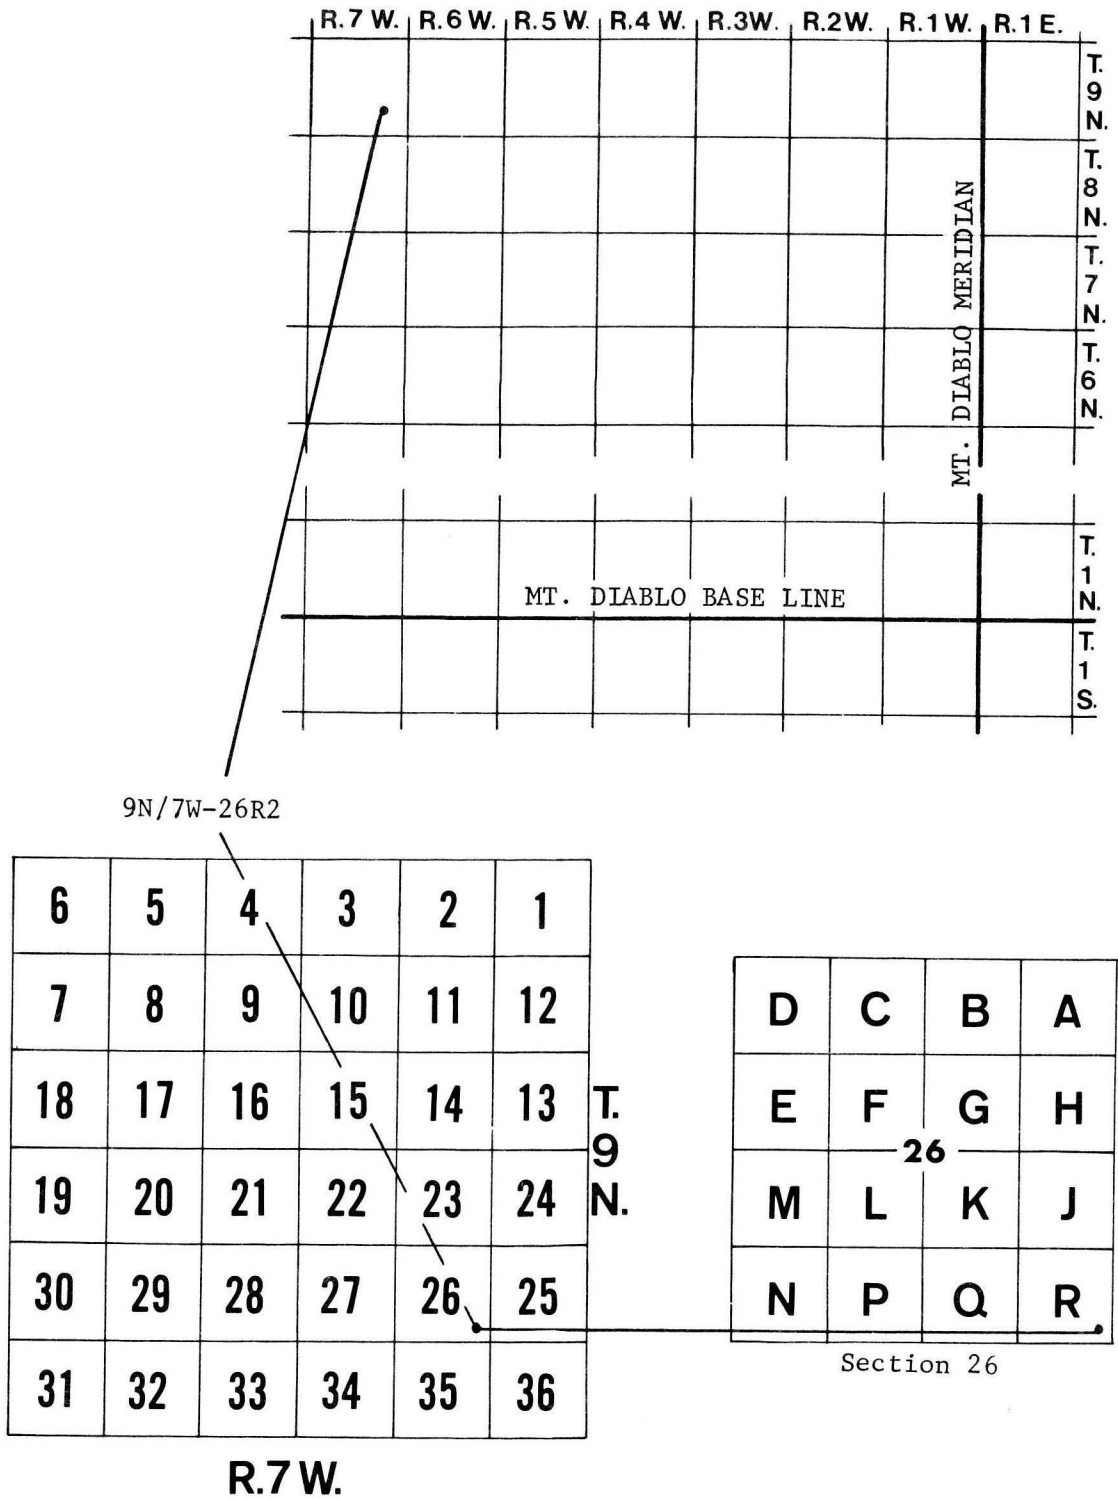 R.7 W. R.6 W. R.5 W. R.4 W. R.3W. R.2W. R.1 W. R.1 E.
T.
9
N.
T.
8
N.
T.
7
N.
T.
6
N.
MT. DIABLO MERIDIAN
T.
1
N.
MT. DIABLO BASE LINE
T.
1
S.
9N/7W-26R2
6 5 4 3 2 1
7 8 9 10 11 12
18 17 16 15 14 13
19 20 21 22 23 24
30 29 28 27 26 25
31 32 33 34 35 36
T.
9
N.
R.7 W.
D C B A
E F G H
26
M L K J
N P Q R
Section 26